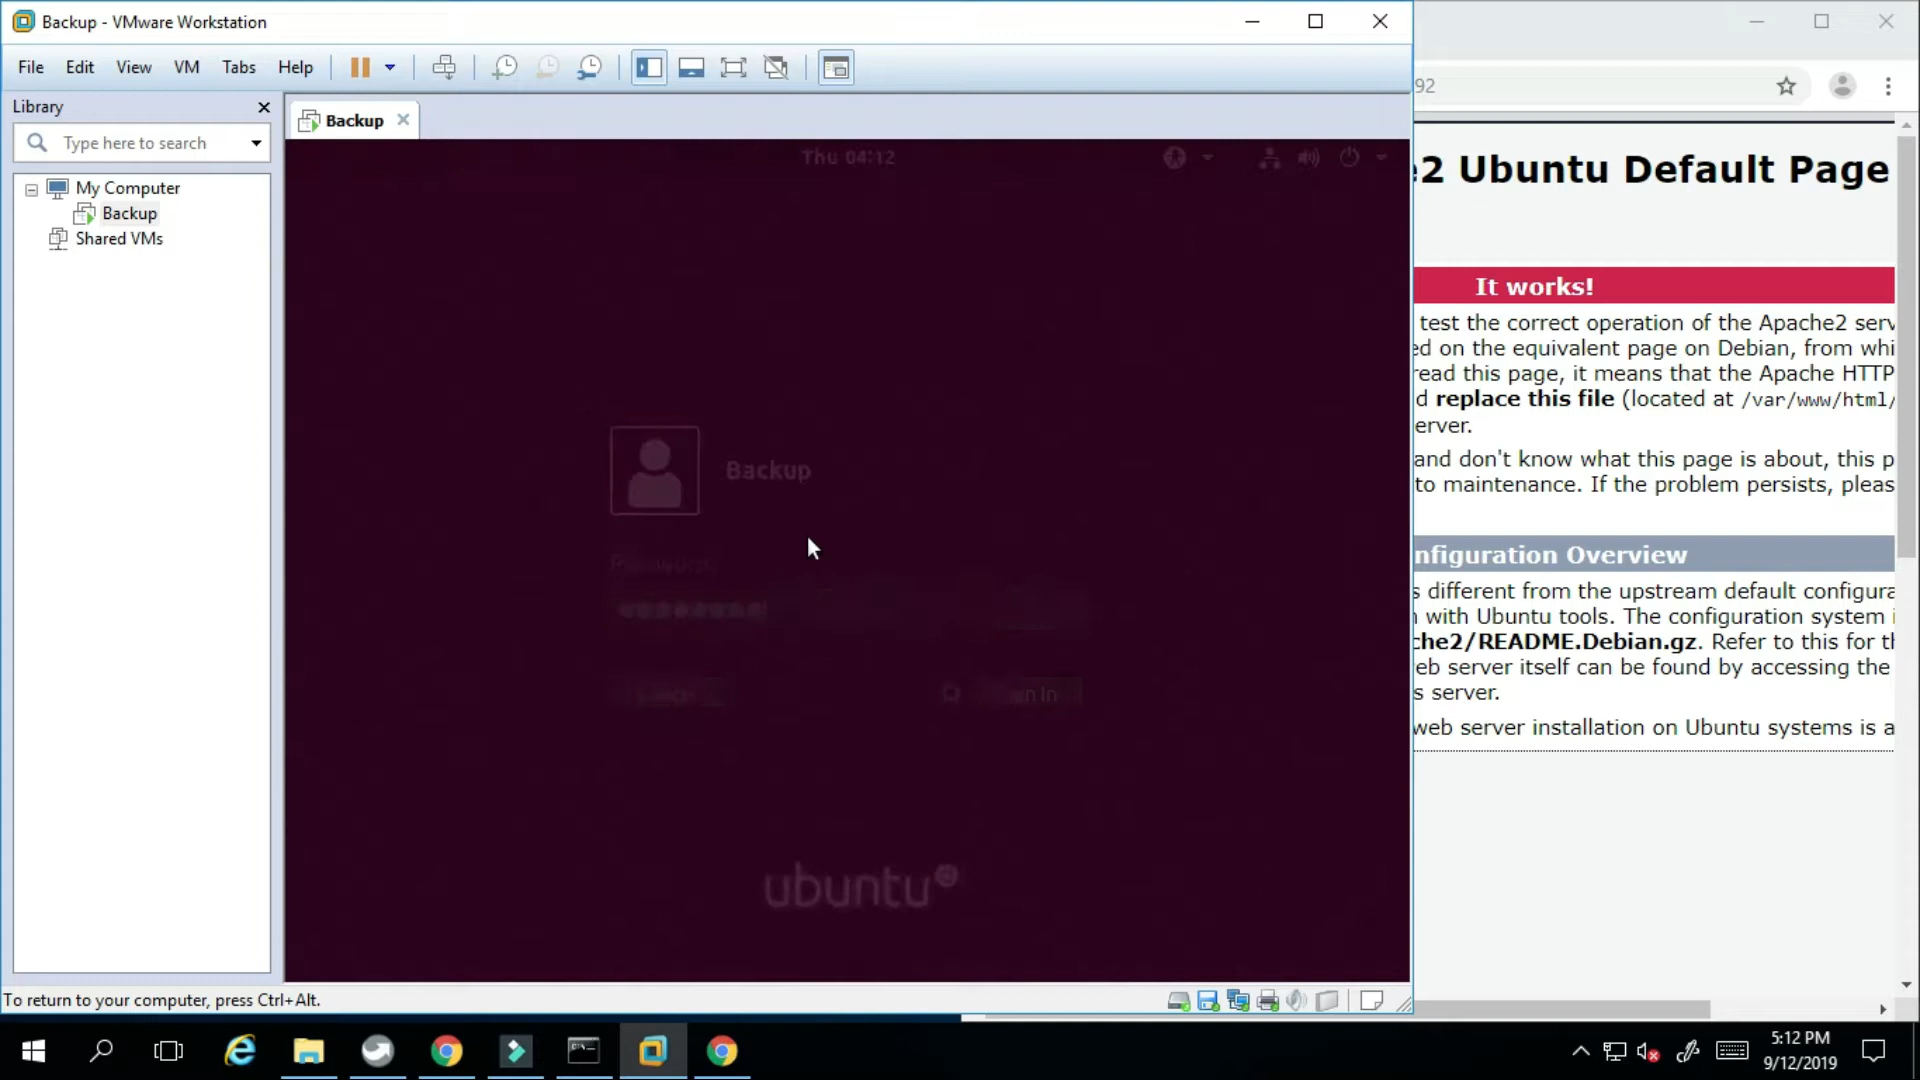 Backup - VMware Workstation
File Edit View VM Tabs Help
Library
Type here to search
My Computer
Backup
Shared VMs
Backup
Thu 04:12
Backup
Password:
ubuntu
To return to your computer, press Ctrl+Alt.
92
2 Ubuntu Default Page
It works!
test the correct operation of the Apache2 serv
ed on the equivalent page on Debian, from whi
read this page, it means that the Apache HTTP
d replace this file (located at /var/www/html/
erver.
and don't know what this page is about, this p
to maintenance. If the problem persists, pleas
nfiguration Overview
s different from the upstream default configura
n with Ubuntu tools. The configuration system i
che2/README.Debian.gz. Refer to this for th
eb server itself can be found by accessing the
s server.
web server installation on Ubuntu systems is a
5:12 PM
9/12/2019